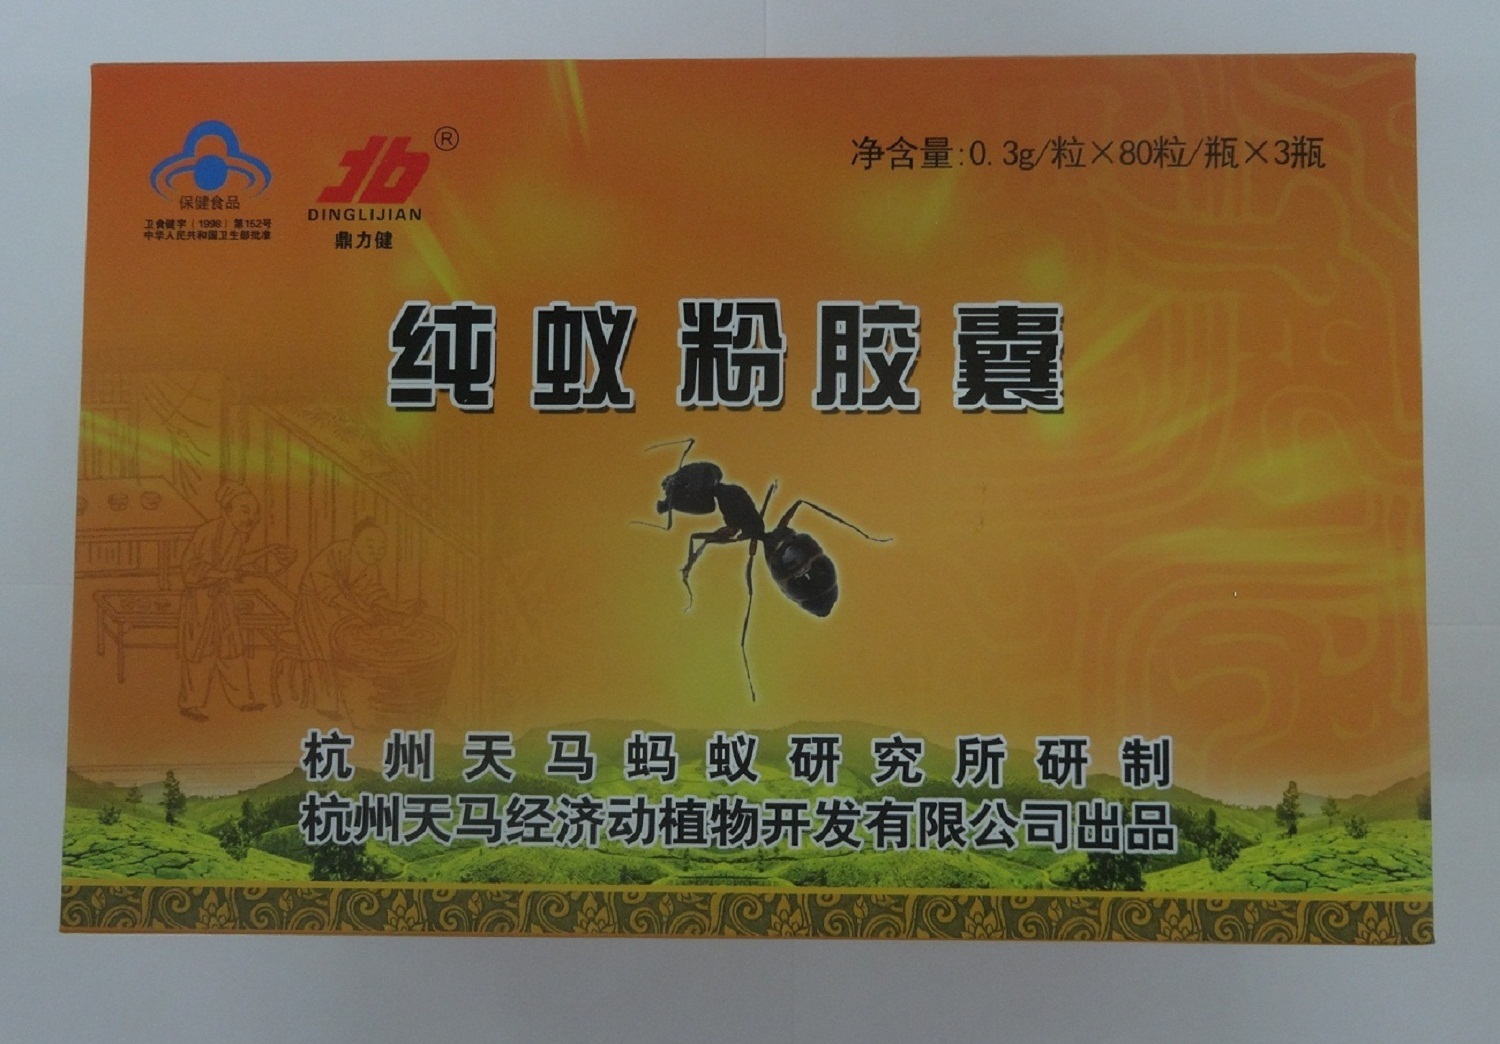 净含量:0.3g/粒×80粒/瓶×3瓶
保健食品
卫食健字（1998）第152号
中华人民共和国卫生部批准
®
DINGLIJIAN
鼎力健
纯蚁粉胶囊
杭州天马蚂蚁研究所研制
杭州天马经济动植物开发有限公司出品